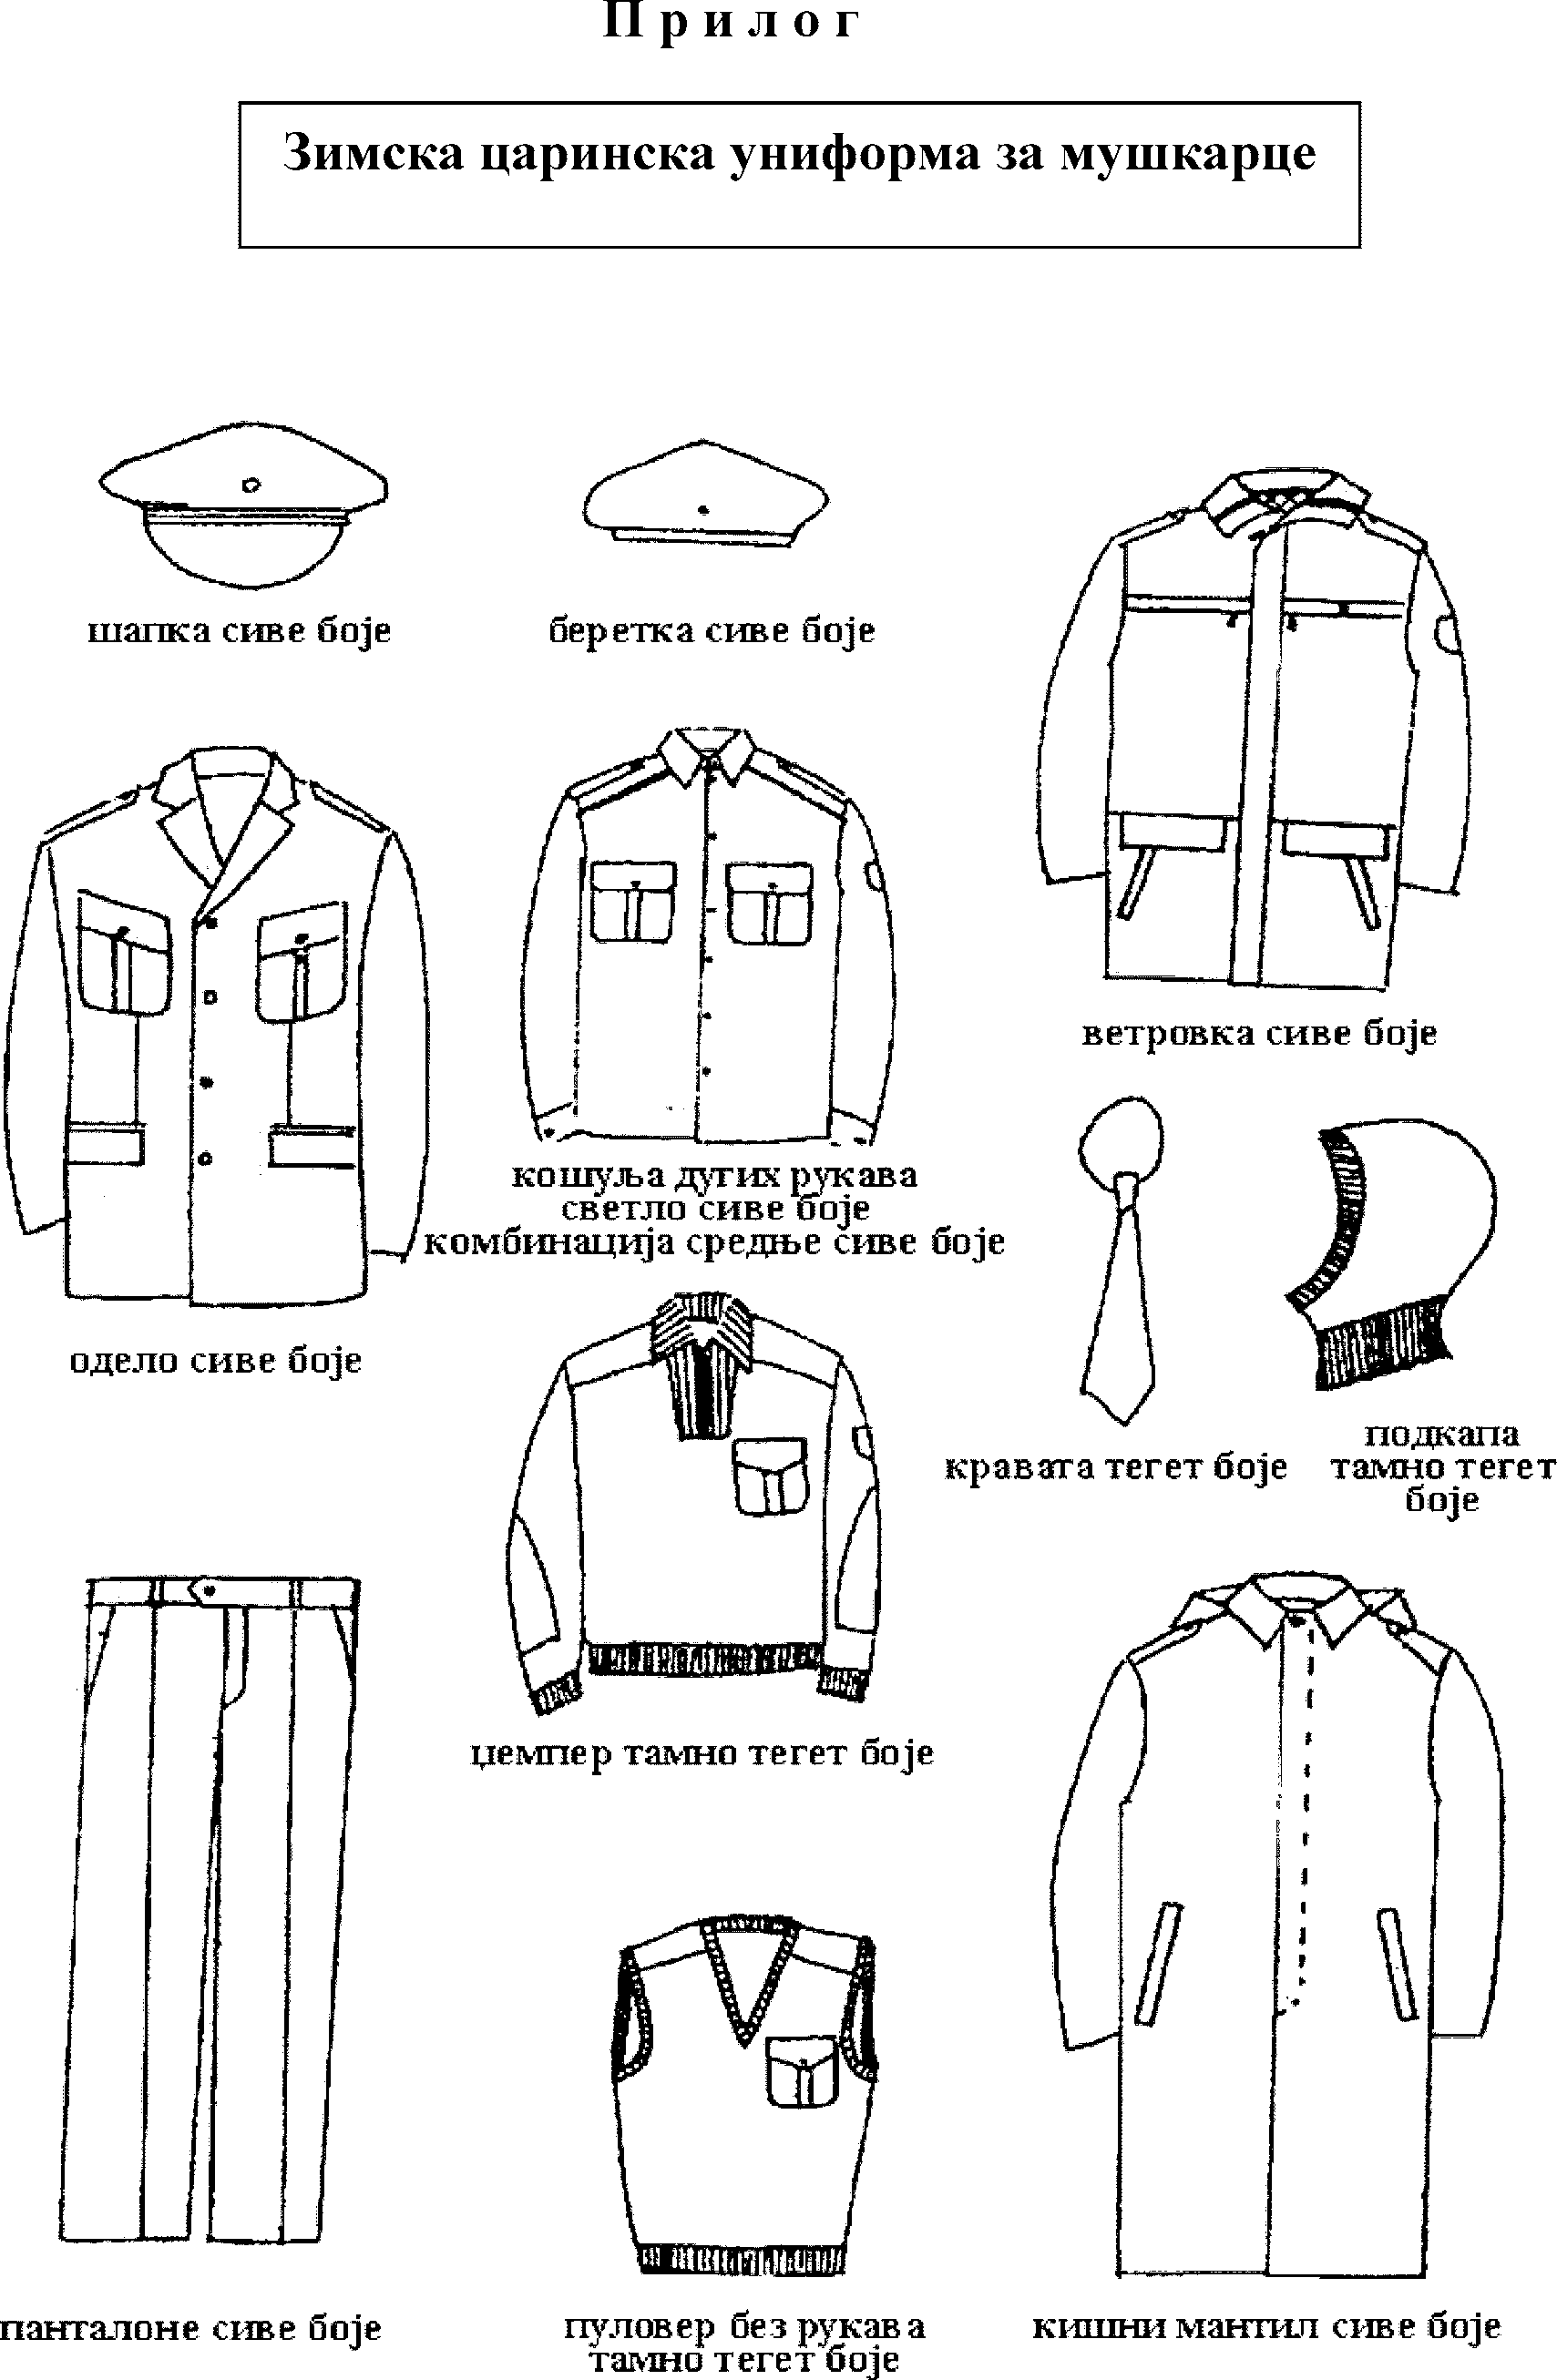 Прилог
Зимска царинска униформа за мушкарце
шапка сиве боје
беретка сиве боје
ветровка сиве боје
кошуља дугих рукава
светло сиве боје
комбинација средње сиве боје
одело сиве боје
кравата тегет боје
подкапа
тамно тегет
боје
џемпер тамно тегет боје
панталоне сиве боје
пуловер без рукава
тамно тегет боје
кишни мантил сиве боје